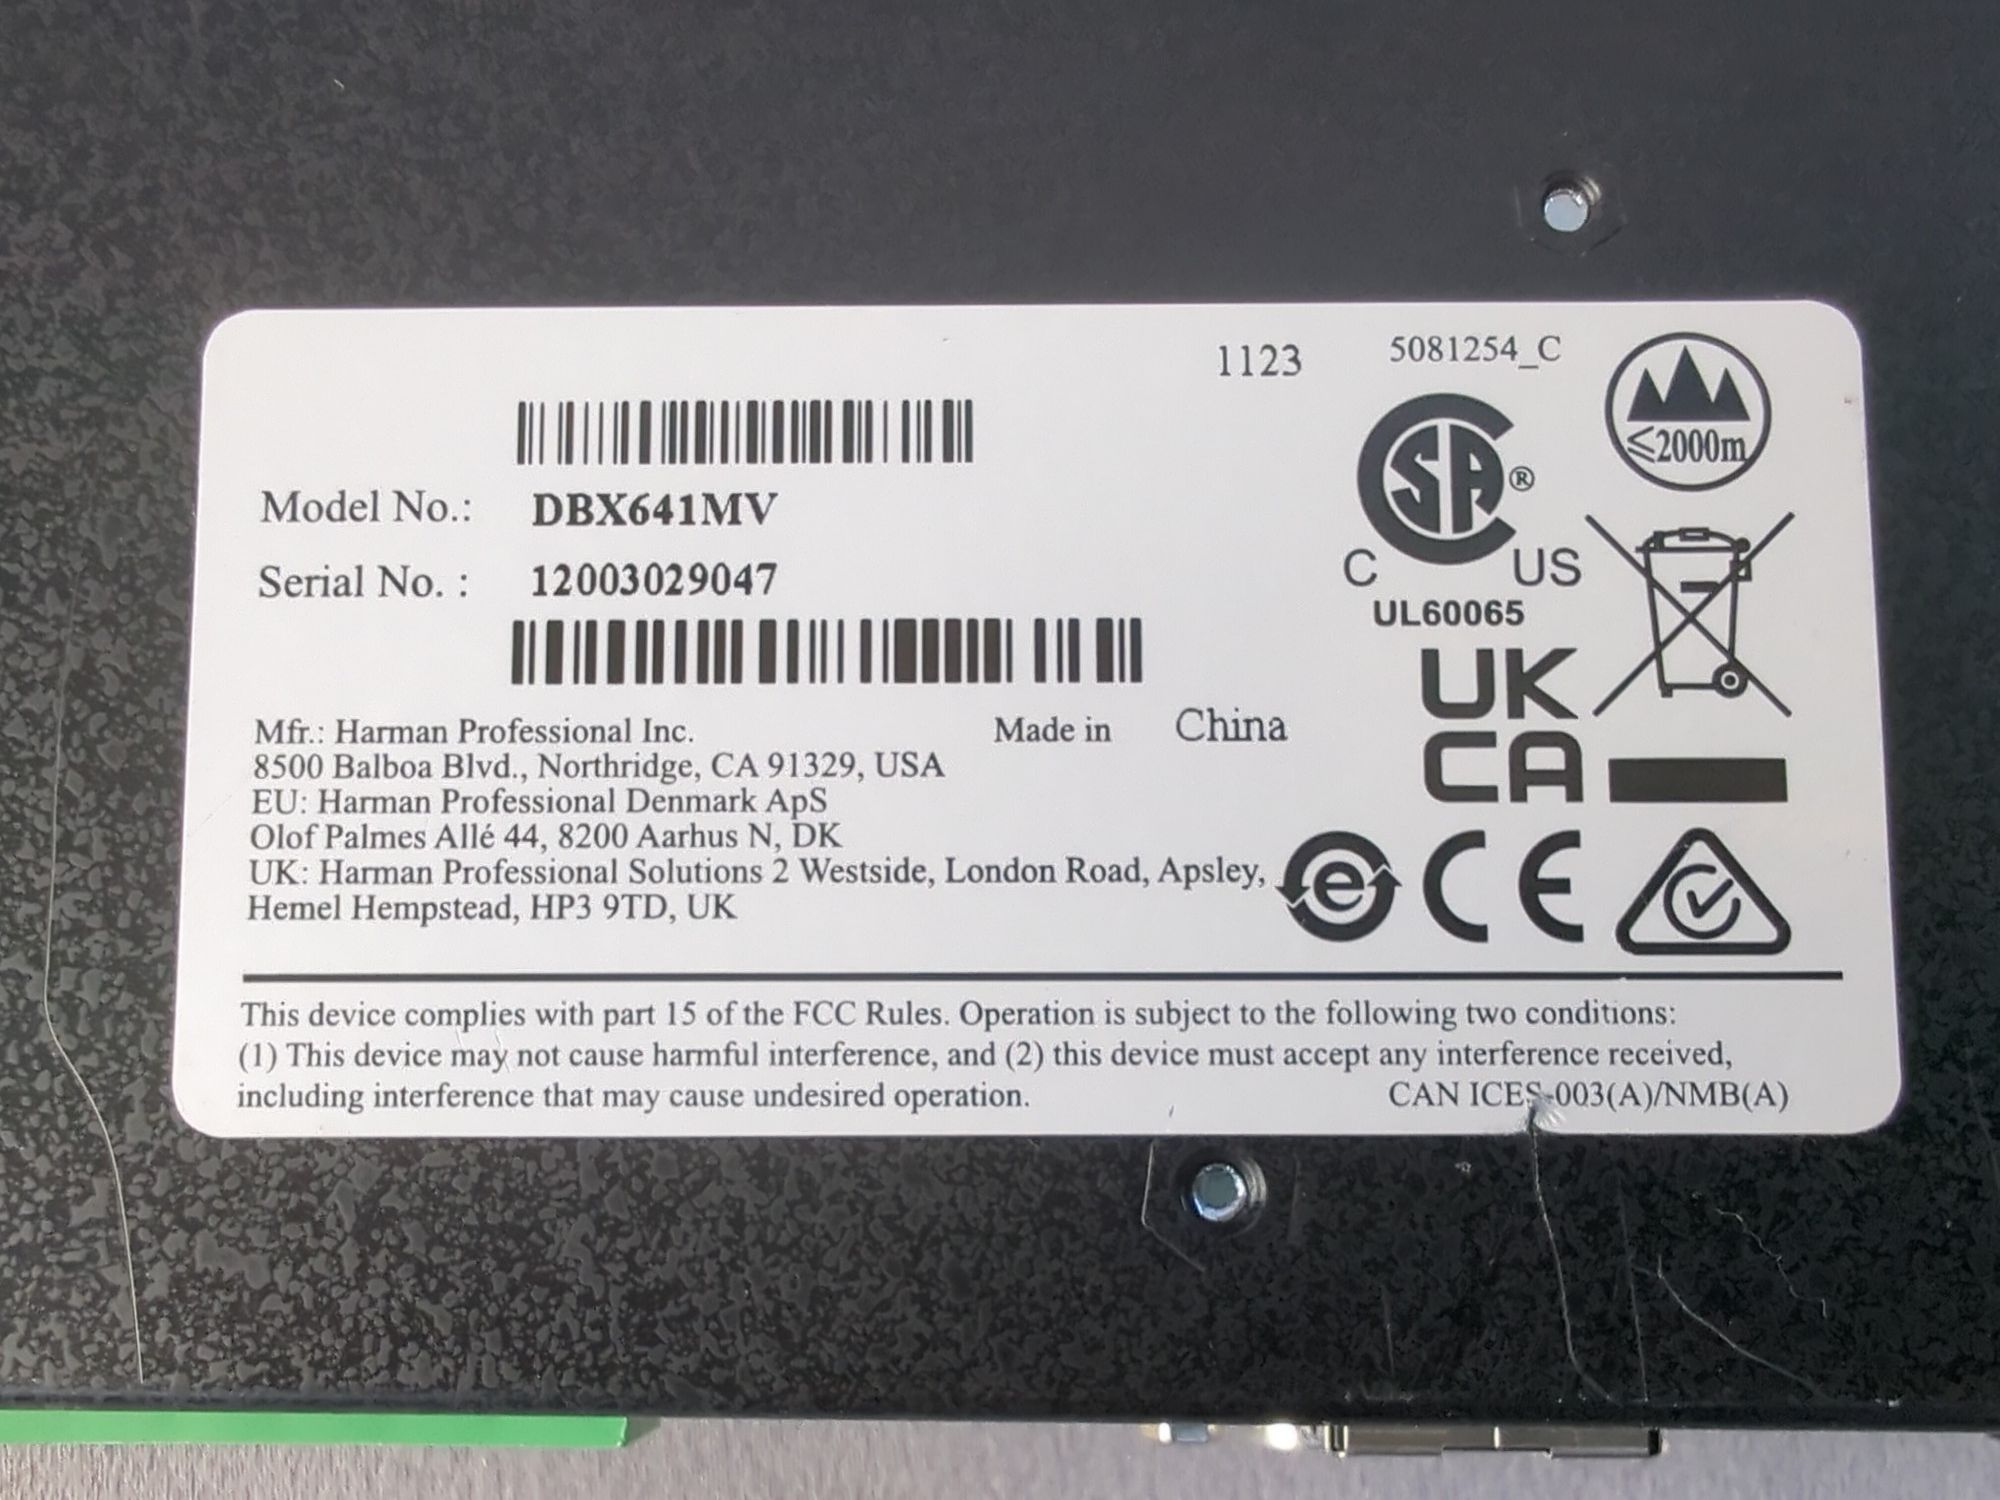 1123 5081254_C
≤2000m
Model No.: DBX641MV
Serial No. : 12003029047
SA ®
C US
UL60065
UK
CA
Mfr.: Harman Professional Inc. Made in China
8500 Balboa Blvd., Northridge, CA 91329, USA
EU: Harman Professional Denmark ApS
Olof Palmes Allé 44, 8200 Aarhus N, DK
UK: Harman Professional Solutions 2 Westside, London Road, Apsley,
Hemel Hempstead, HP3 9TD, UK
e CE
This device complies with part 15 of the FCC Rules. Operation is subject to the following two conditions:
(1) This device may not cause harmful interference, and (2) this device must accept any interference received,
including interference that may cause undesired operation. CAN ICES-003(A)/NMB(A)